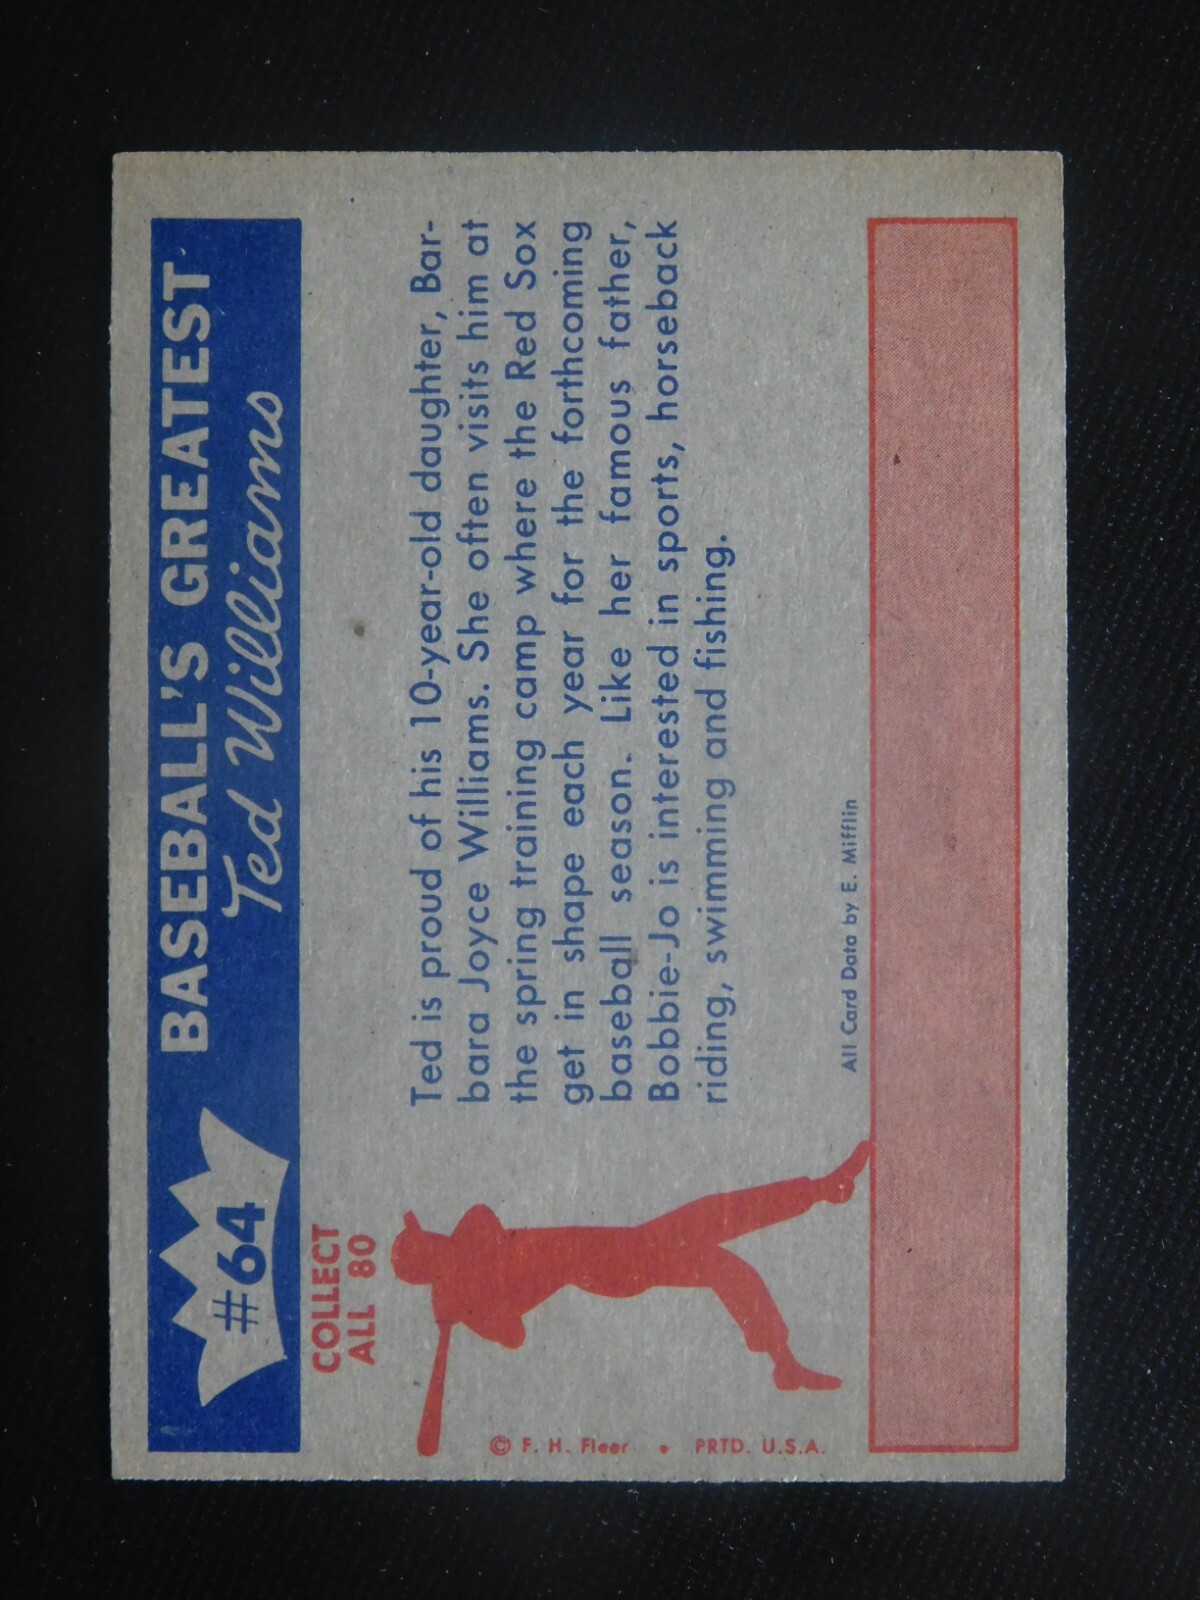 #64
BASEBALL'S GREATEST
Ted Williams
COLLECT
ALL 80
Ted is proud of his 10-year-old daughter, Bar-
bara Joyce Williams. She often visits him at
the spring training camp where the Red Sox
get in shape each year for the forthcoming
baseball season. Like her famous father,
Bobbie-Jo is interested in sports, horseback
riding, swimming and fishing.
All Card Data by E. Mifflin
© F. H. Fleer • PRTD. U.S.A.